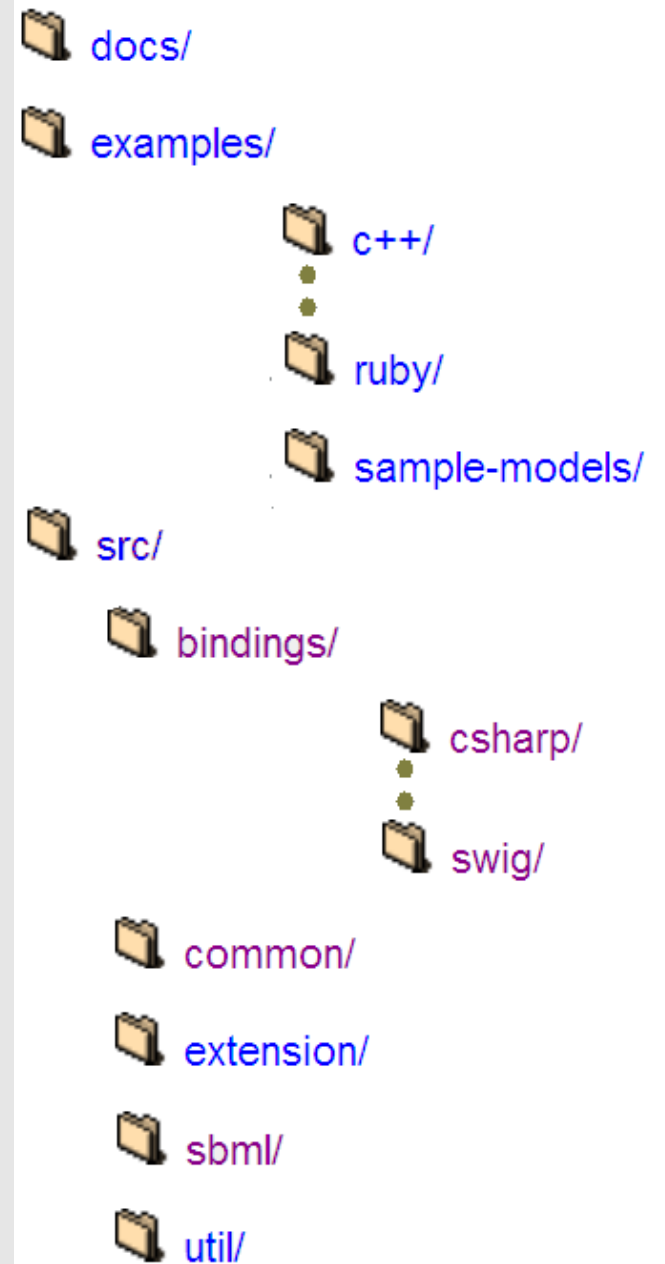 docs/
examples/
c++/
ruby/
sample-models/
src/
bindings/
csharp/
swig/
common/
extension/
sbml/
util/